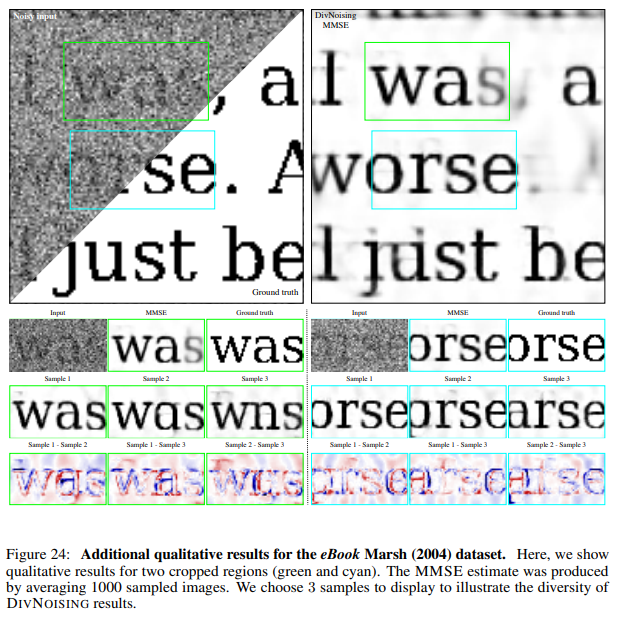 Noisy input
, a
se. A
just be
Ground truth
DivNoising
MMSE
I was, a
worse.
I just be
Input
MMSE
Ground truth
Input
MMSE
Ground truth
was
was
orse
orse
Sample 1
Sample 2
Sample 3
Sample 1
Sample 2
Sample 3
was
was
wns
orse
orse
arse
Sample 1 - Sample 2
Sample 1 - Sample 3
Sample 2 - Sample 3
Sample 1 - Sample 2
Sample 1 - Sample 3
Sample 2 - Sample 3
Figure 24: Additional qualitative results for the eBook Marsh (2004) dataset. Here, we show
qualitative results for two cropped regions (green and cyan). The MMSE estimate was produced
by averaging 1000 sampled images. We choose 3 samples to display to illustrate the diversity of
DIVNOISING results.